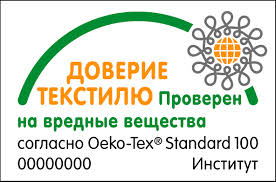 ДОВЕРИЕ
ТЕКСТИЛЮ Проверен
на вредные вещества
согласно Oeko-Tex® Standard 100
00000000 Институт